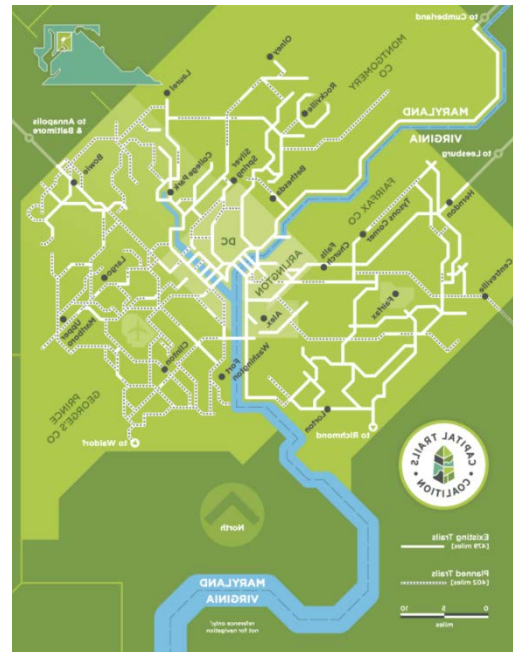 to Cumberland
MONTGOMERY
CO
Olney
Laurel
Rockville
MARYLAND
VIRGINIA
to Annapolis
& Baltimore
to Leesburg
Bowie
College Park
Silver
Spring
Bethesda
FAIRFAX CO
Tysons Corner
Herndon
DC
ARLINGTON
Falls
Church
Centreville
Largo
Fairfax
Upper
Marlboro
Alex.
Clinton
Fort
Washington
PRINCE
GEORGE'S CO
Lorton
to Waldorf
to Richmond
CAPITAL TRAILS
• COALITION •
North
Existing Trails
(479 miles)
MARYLAND
VIRGINIA
Planned Trails
(402 miles)
reference only/
not for navigation
0 5 10
miles